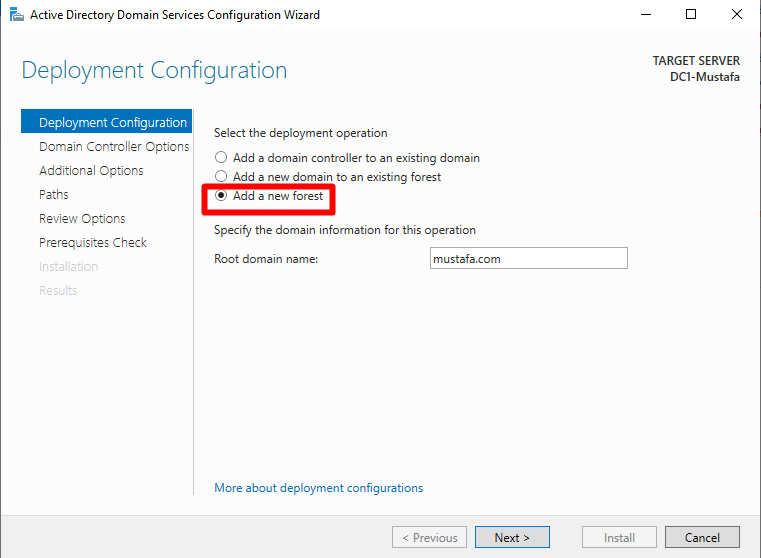 Active Directory Domain Services Configuration Wizard
Deployment Configuration
TARGET SERVER
DC1-Mustafa
Deployment Configuration
Domain Controller Options
Additional Options
Paths
Review Options
Prerequisites Check
Installation
Results
Select the deployment operation
Add a domain controller to an existing domain
Add a new domain to an existing forest
Add a new forest
Specify the domain information for this operation
Root domain name: mustafa.com
More about deployment configurations
< Previous Next > Install Cancel